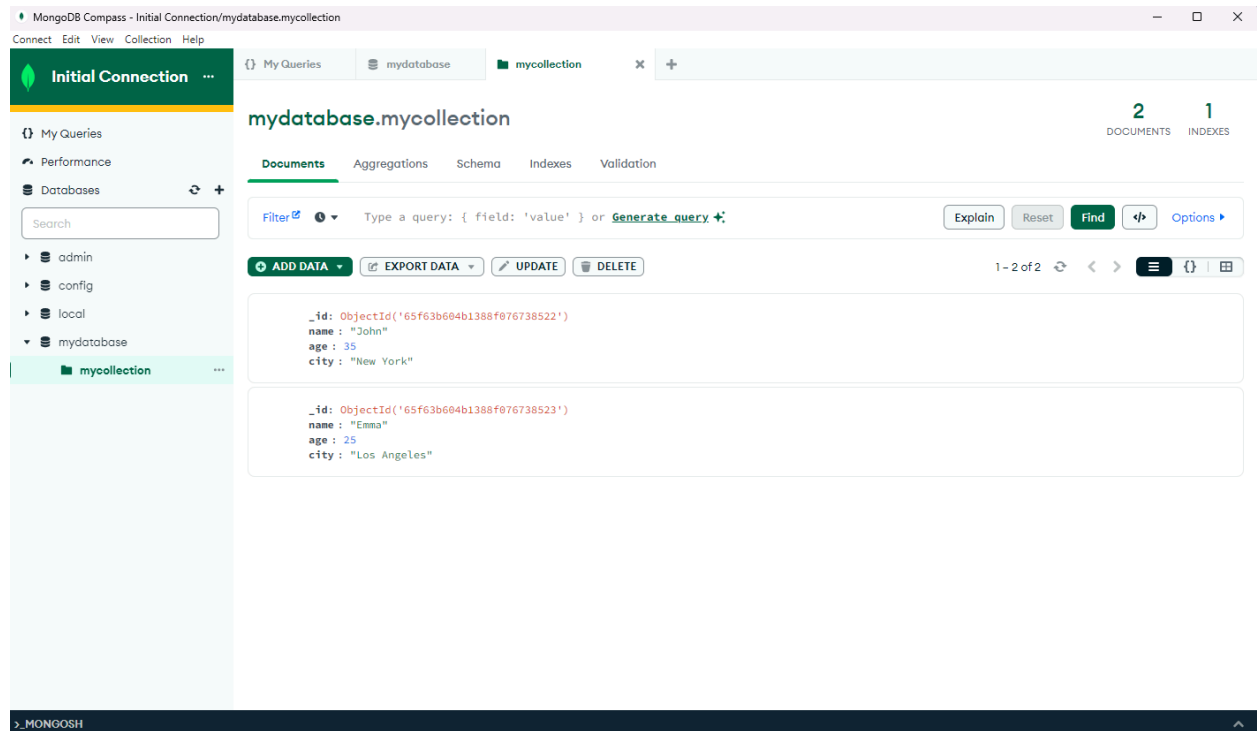 MongoDB Compass - Initial Connection/mydatabase.mycollection
Connect Edit View Collection Help
Initial Connection ...
{} My Queries
mydatabase
mycollection
mydatabase.mycollection
2
DOCUMENTS
1
INDEXES
{} My Queries
Performance
Databases
Search
admin
config
local
mydatabase
mycollection ...
Documents Aggregations Schema Indexes Validation
Filter Type a query: { field: 'value' } or Generate query
Explain Reset Find </> Options
ADD DATA EXPORT DATA UPDATE DELETE
1 – 2 of 2 {}
_id: ObjectId('65f63b604b1388f076738522')
name : "John"
age : 35
city : "New York"
_id: ObjectId('65f63b604b1388f076738523')
name : "Emma"
age : 25
city : "Los Angeles"
>_MONGOSH